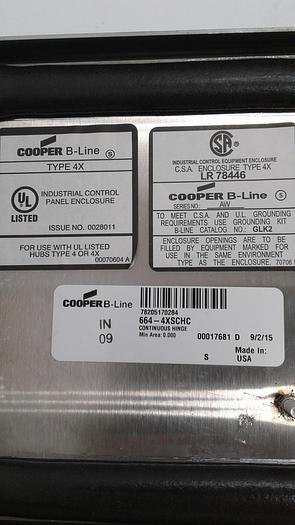 COOPER B-Line S
TYPE 4X
UL
LISTED
INDUSTRIAL CONTROL
PANEL ENCLOSURE
ISSUE NO. 0028011
FOR USE WITH UL LISTED
HUBS TYPE 4 OR 4X
00070604 A
SA
INDUSTRIAL CONTROL EQUIPMENT ENCLOSURE
C.S.A. ENCLOSURE TYPE 4X
LR 78446
COOPER B-Line S
SERIES NO.: AW
TO MEET C.S.A. AND U.L. GROUNDING
REQUIREMENTS USE GROUNDING KIT
B-LINE CATALOG NO.: GLK2
ENCLOSURE OPENINGS ARE TO BE
FILLED BY EQUIPMENT MARKED FOR
USE IN THE SAME ENVIRONMENT
TYPE AS THE ENCLOSURE.
COOPER B-Line
IN
09
78205170284
664-4XSCHC
CONTINUOUS HINGE
Min Area: 0.000
00017681 D 9/2/15
S
Made In:
USA